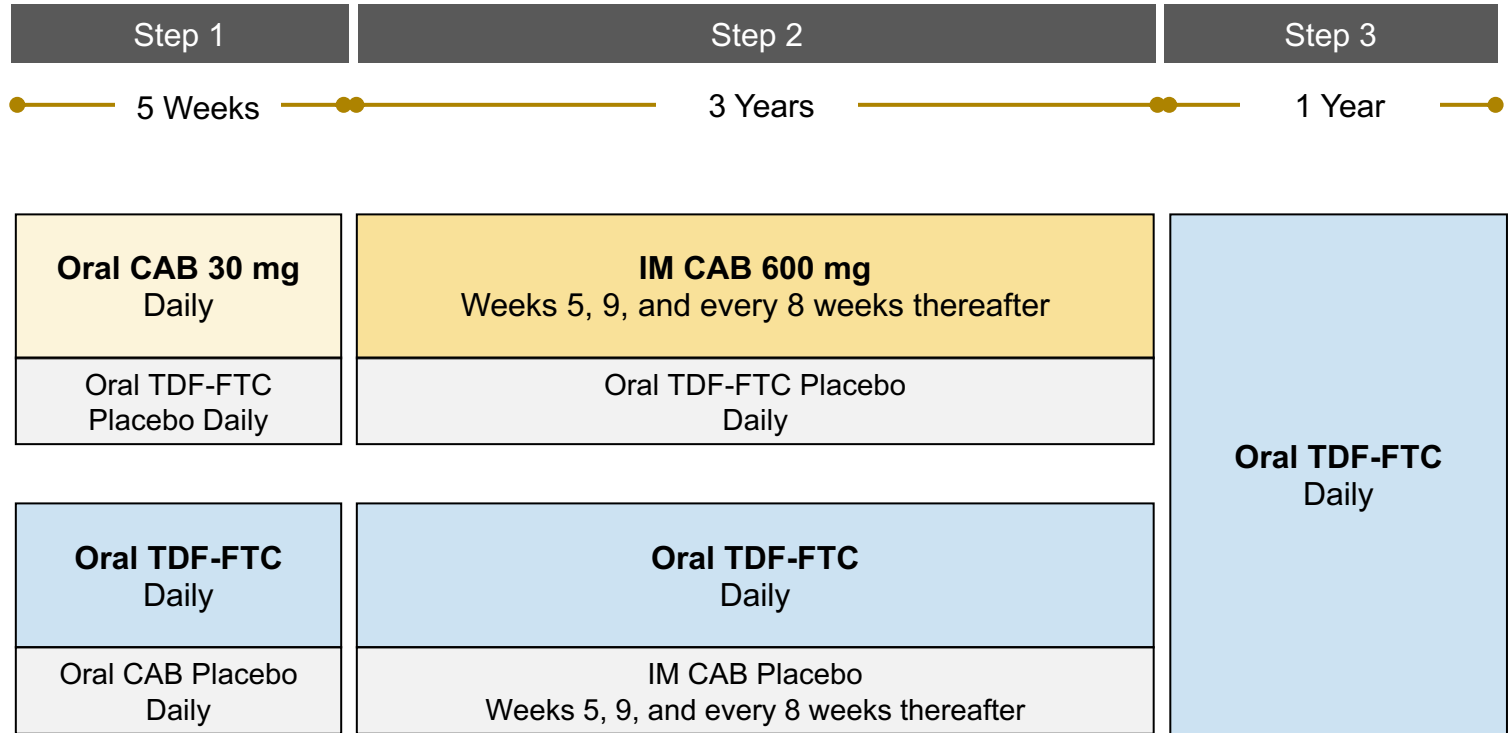 Step 1
Step 2
Step 3
5 Weeks
3 Years
1 Year
Oral CAB 30 mg
Daily
IM CAB 600 mg
Weeks 5, 9, and every 8 weeks thereafter
Oral TDF-FTC
Placebo Daily
Oral TDF-FTC Placebo
Daily
Oral TDF-FTC
Daily
Oral TDF-FTC
Daily
Oral CAB Placebo
Daily
IM CAB Placebo
Weeks 5, 9, and every 8 weeks thereafter
Oral TDF-FTC
Daily